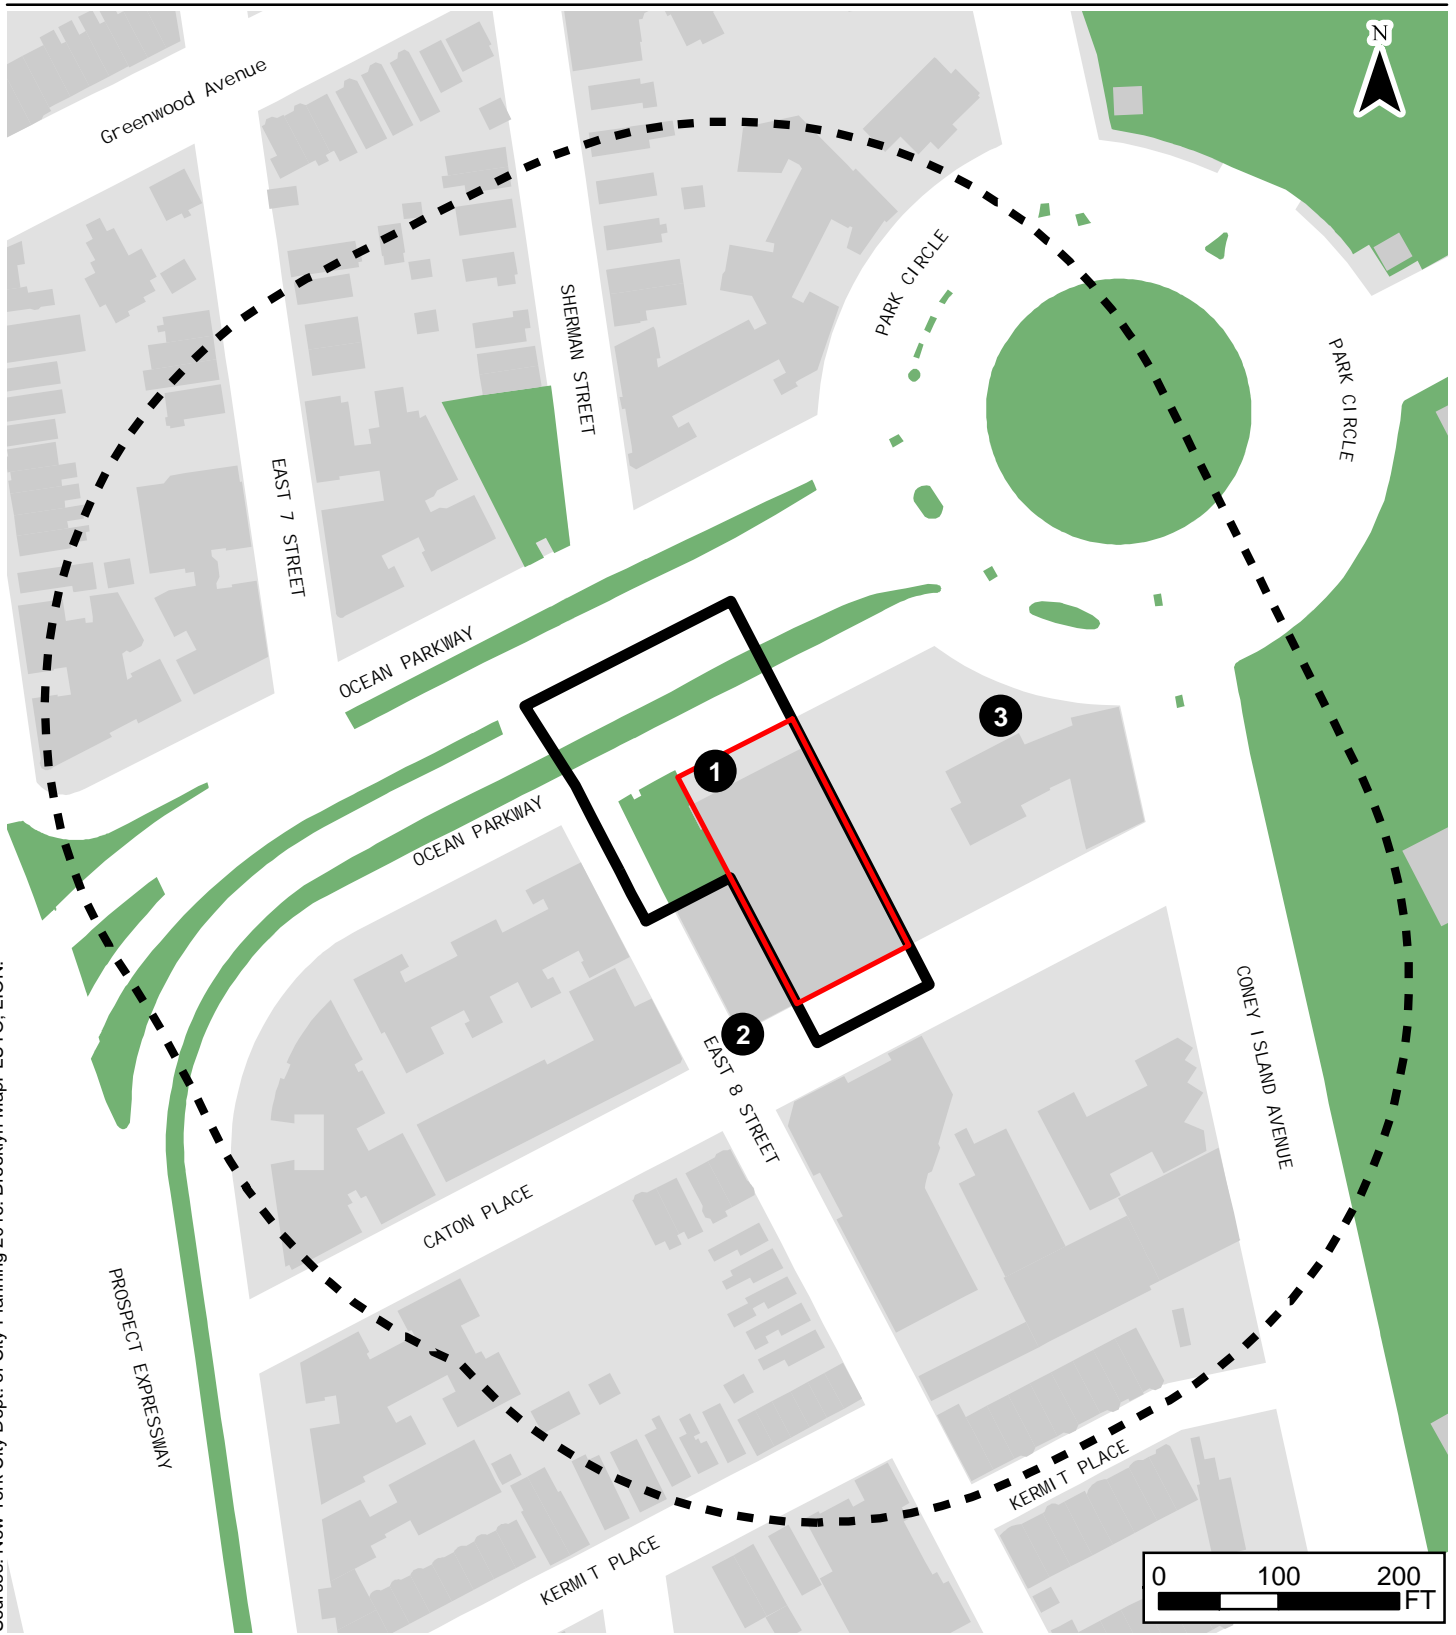 N
Greenwood Avenue
PARK CIRCLE
SHERMAN STREET
PARK CIRCLE
EAST 7 STREET
OCEAN PARKWAY
3
1
OCEAN PARKWAY
2
EAST 8 STREET
CONEY ISLAND AVENUE
CATON PLACE
PROSPECT EXPRESSWAY
KERMIT PLACE
KERMIT PLACE
0 100 200
FT